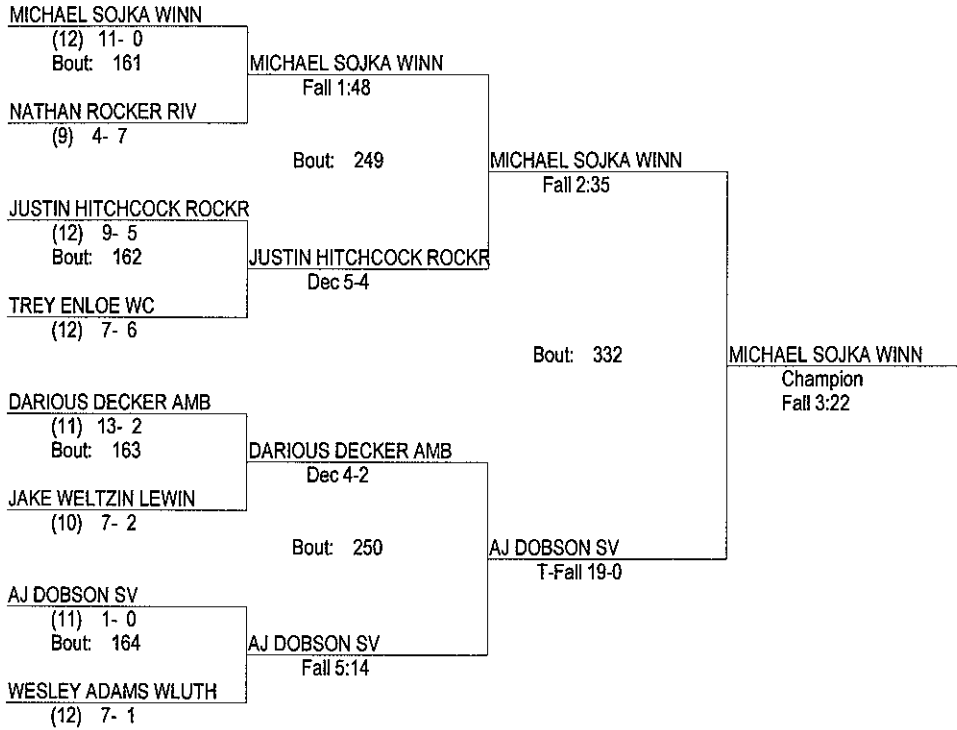 MICHAEL SOJKA WINN
(12) 11- 0
Bout: 161
MICHAEL SOJKA WINN
Fall 1:48
NATHAN ROCKER RIV
(9) 4- 7
Bout: 249
MICHAEL SOJKA WINN
Fall 2:35
JUSTIN HITCHCOCK ROCKR
(12) 9- 5
Bout: 162
JUSTIN HITCHCOCK ROCKR
Dec 5-4
TREY ENLOE WC
(12) 7- 6
Bout: 332
MICHAEL SOJKA WINN
Champion
Fall 3:22
DARIOUS DECKER AMB
(11) 13- 2
Bout: 163
DARIOUS DECKER AMB
Dec 4-2
JAKE WELTZIN LEWIN
(10) 7- 2
Bout: 250
AJ DOBSON SV
T-Fall 19-0
AJ DOBSON SV
(11) 1- 0
Bout: 164
AJ DOBSON SV
Fall 5:14
WESLEY ADAMS WLUTH
(12) 7- 1